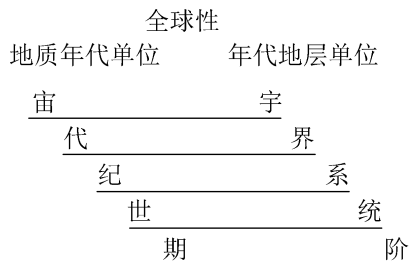 全球性
地质年代单位 年代地层单位
宙 宇
代 界
纪 系
世 统
期 阶